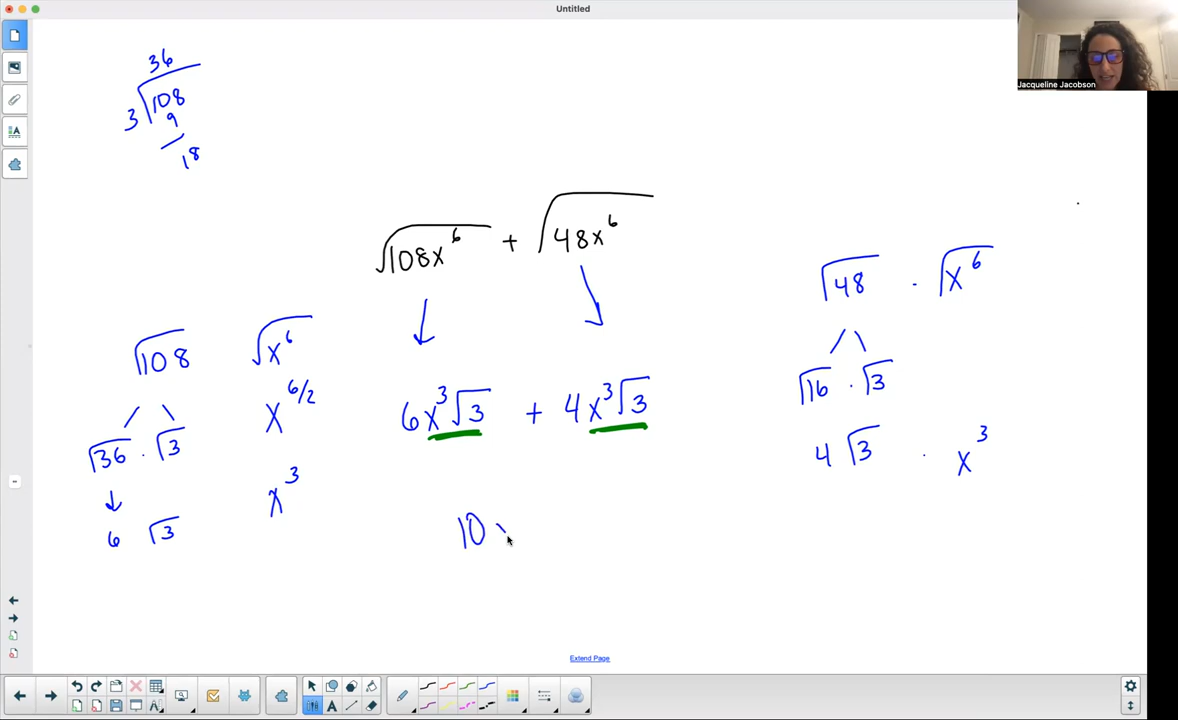 Untitled
Jacqueline Jacobson
36
3√108
9
18
√108x⁶ + √48x⁶
√48 · √x⁶
√108 √x⁶
√16 · √3
x^6/2
6x³√3 + 4x³√3
√36 · √3
4 √3 · x³
x³
6 √3
10
Extend Page